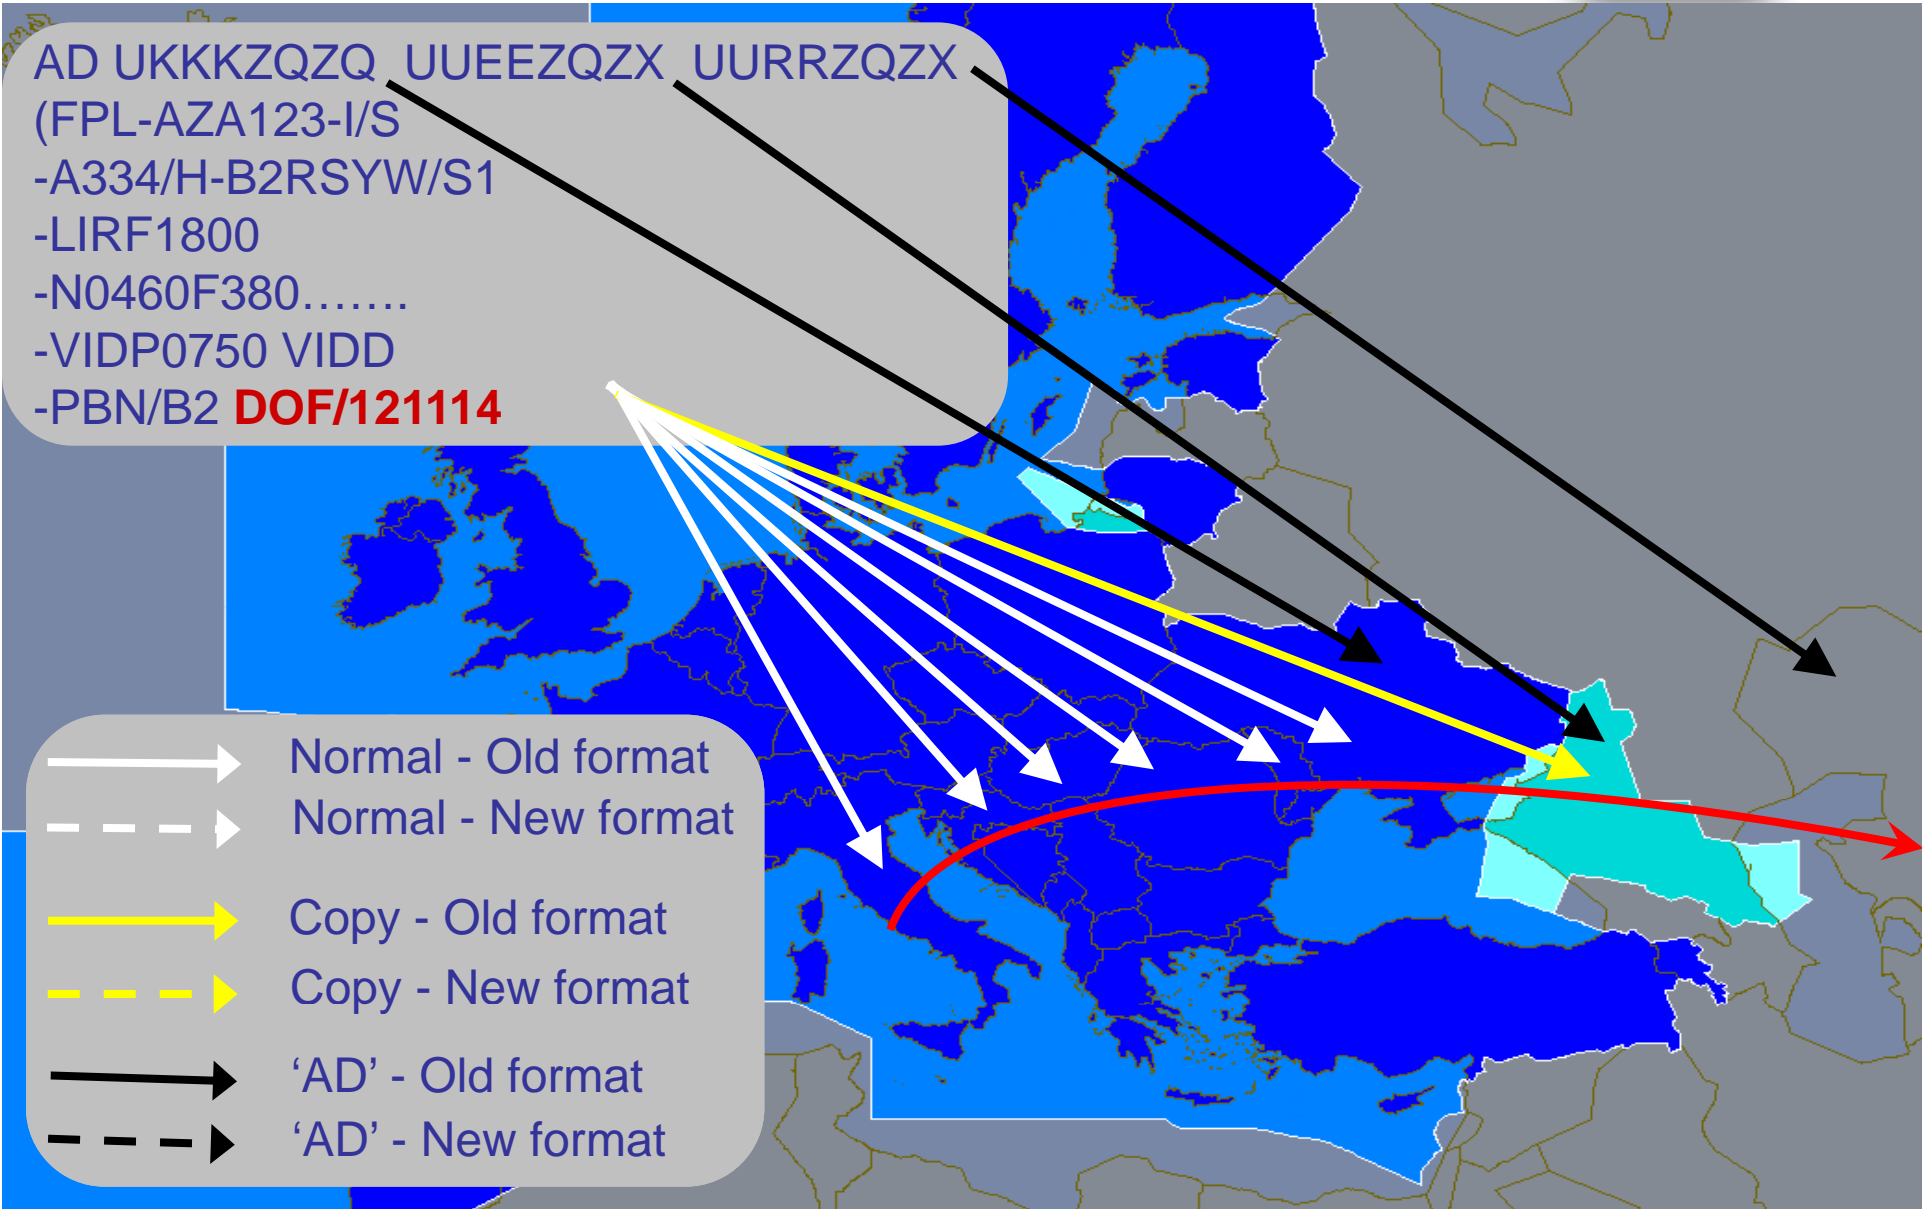 AD UKKKZQZQ  UUEEZQZX  UURRZQZX
(FPL-AZA123-I/S
-A334/H-B2RSYW/S1
-LIRF1800
-N0460F380…….
-VIDP0750 VIDD
-PBN/B2 DOF/121114
Normal - Old format
Normal - New format
Copy - Old format
Copy - New format
‘AD’ - Old format
‘AD’ - New format